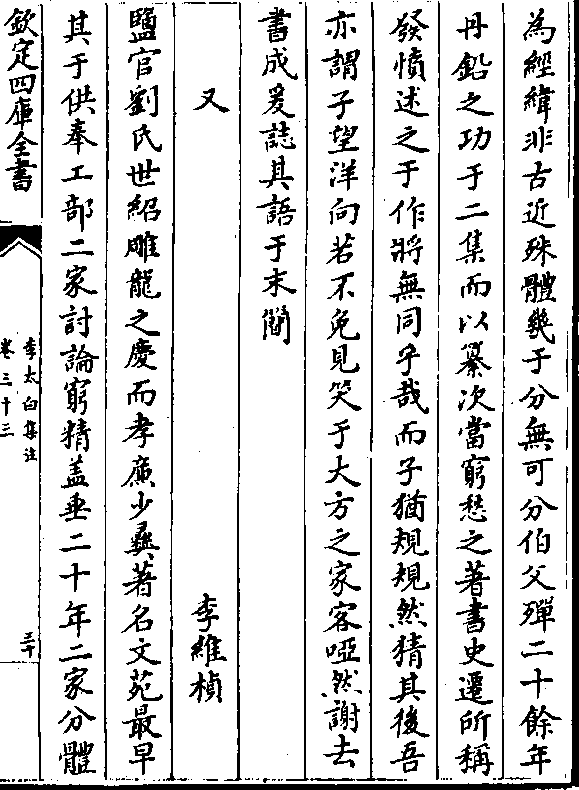 為經緯非古近殊體幾于分無可分伯父殫二十餘年
丹鉛之功于二集而以纂次當窮愁之著書史遷所稱
發憤述之于作將無同乎哉而子猶規規然猜其後吾
亦謂子望洋向若不免見笑于大方之家客啞然謝去
書成爰誌其語于末簡
又 李維楨
鹽官劉氏世紹雕龍之慶而孝廣少彝著名文苑最早
其于供奉工部二家討論窮精蓋垂二十年二家分體
欽定四庫全書
李太白集注
卷三十三
三十